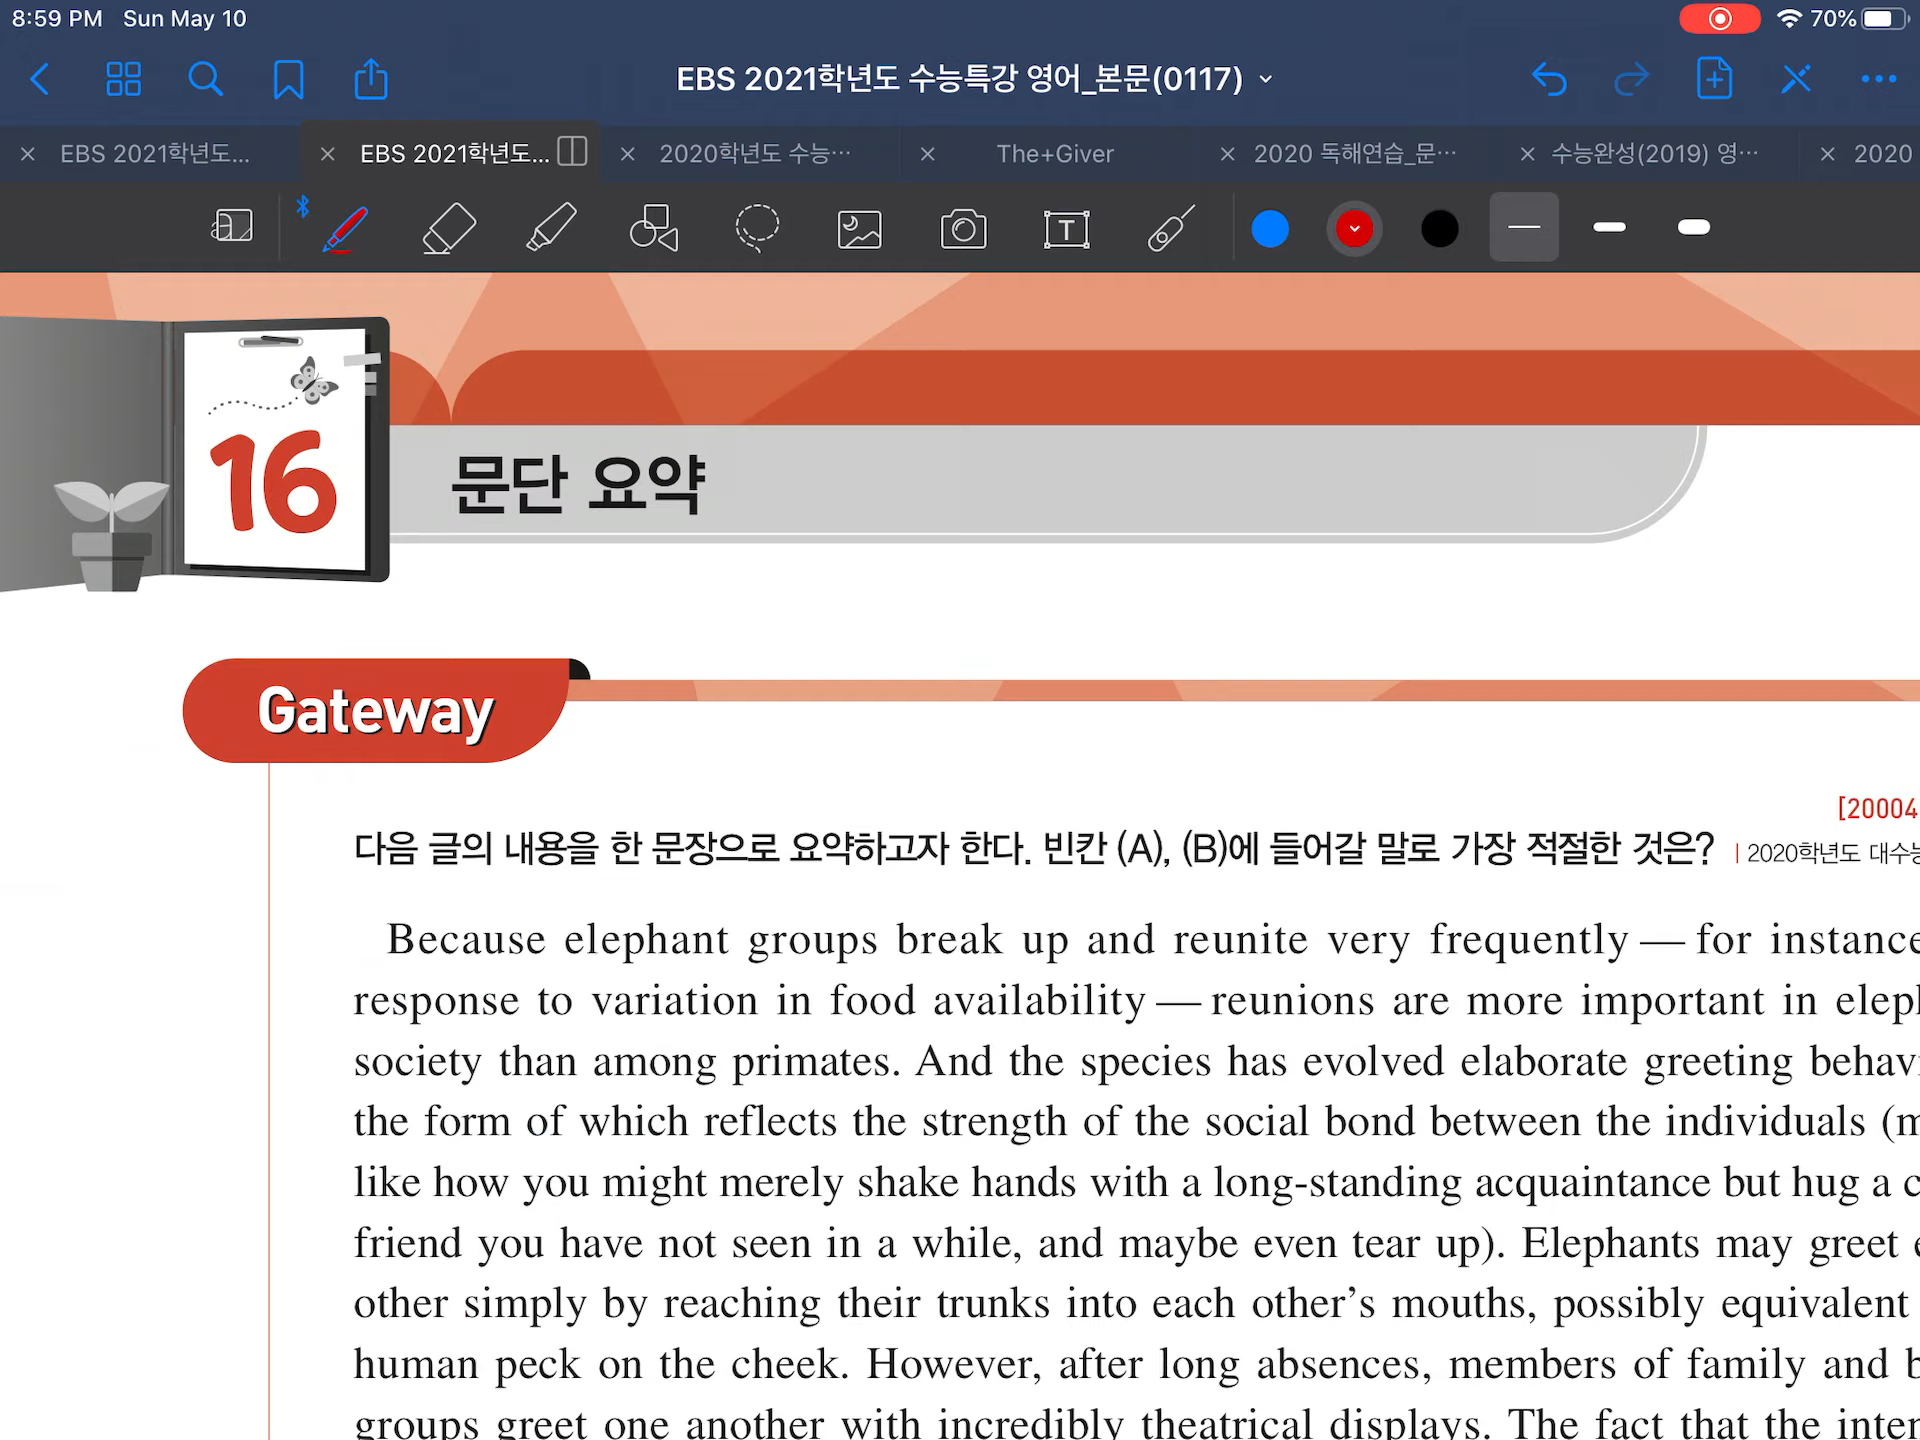 8:59 PM Sun May 10
70%
EBS 2021학년도 수능특강 영어_본문(0117)
EBS 2021학년도...
EBS 2021학년도...
2020학년도 수능…
The+Giver
2020 독해연습_문…
수능완성(2019) 영…
2020
T
16
문단 요약
Gateway
[20004
다음 글의 내용을 한 문장으로 요약하고자 한다. 빈칸 (A), (B)에 들어갈 말로 가장 적절한 것은? | 2020학년도 대수능
Because elephant groups break up and reunite very frequently — for instance
response to variation in food availability — reunions are more important in eleph
society than among primates. And the species has evolved elaborate greeting behavi
the form of which reflects the strength of the social bond between the individuals (m
like how you might merely shake hands with a long-standing acquaintance but hug a c
friend you have not seen in a while, and maybe even tear up). Elephants may greet e
other simply by reaching their trunks into each other's mouths, possibly equivalent
human peck on the cheek. However, after long absences, members of family and b
groups greet one another with incredibly theatrical displays. The fact that the inten